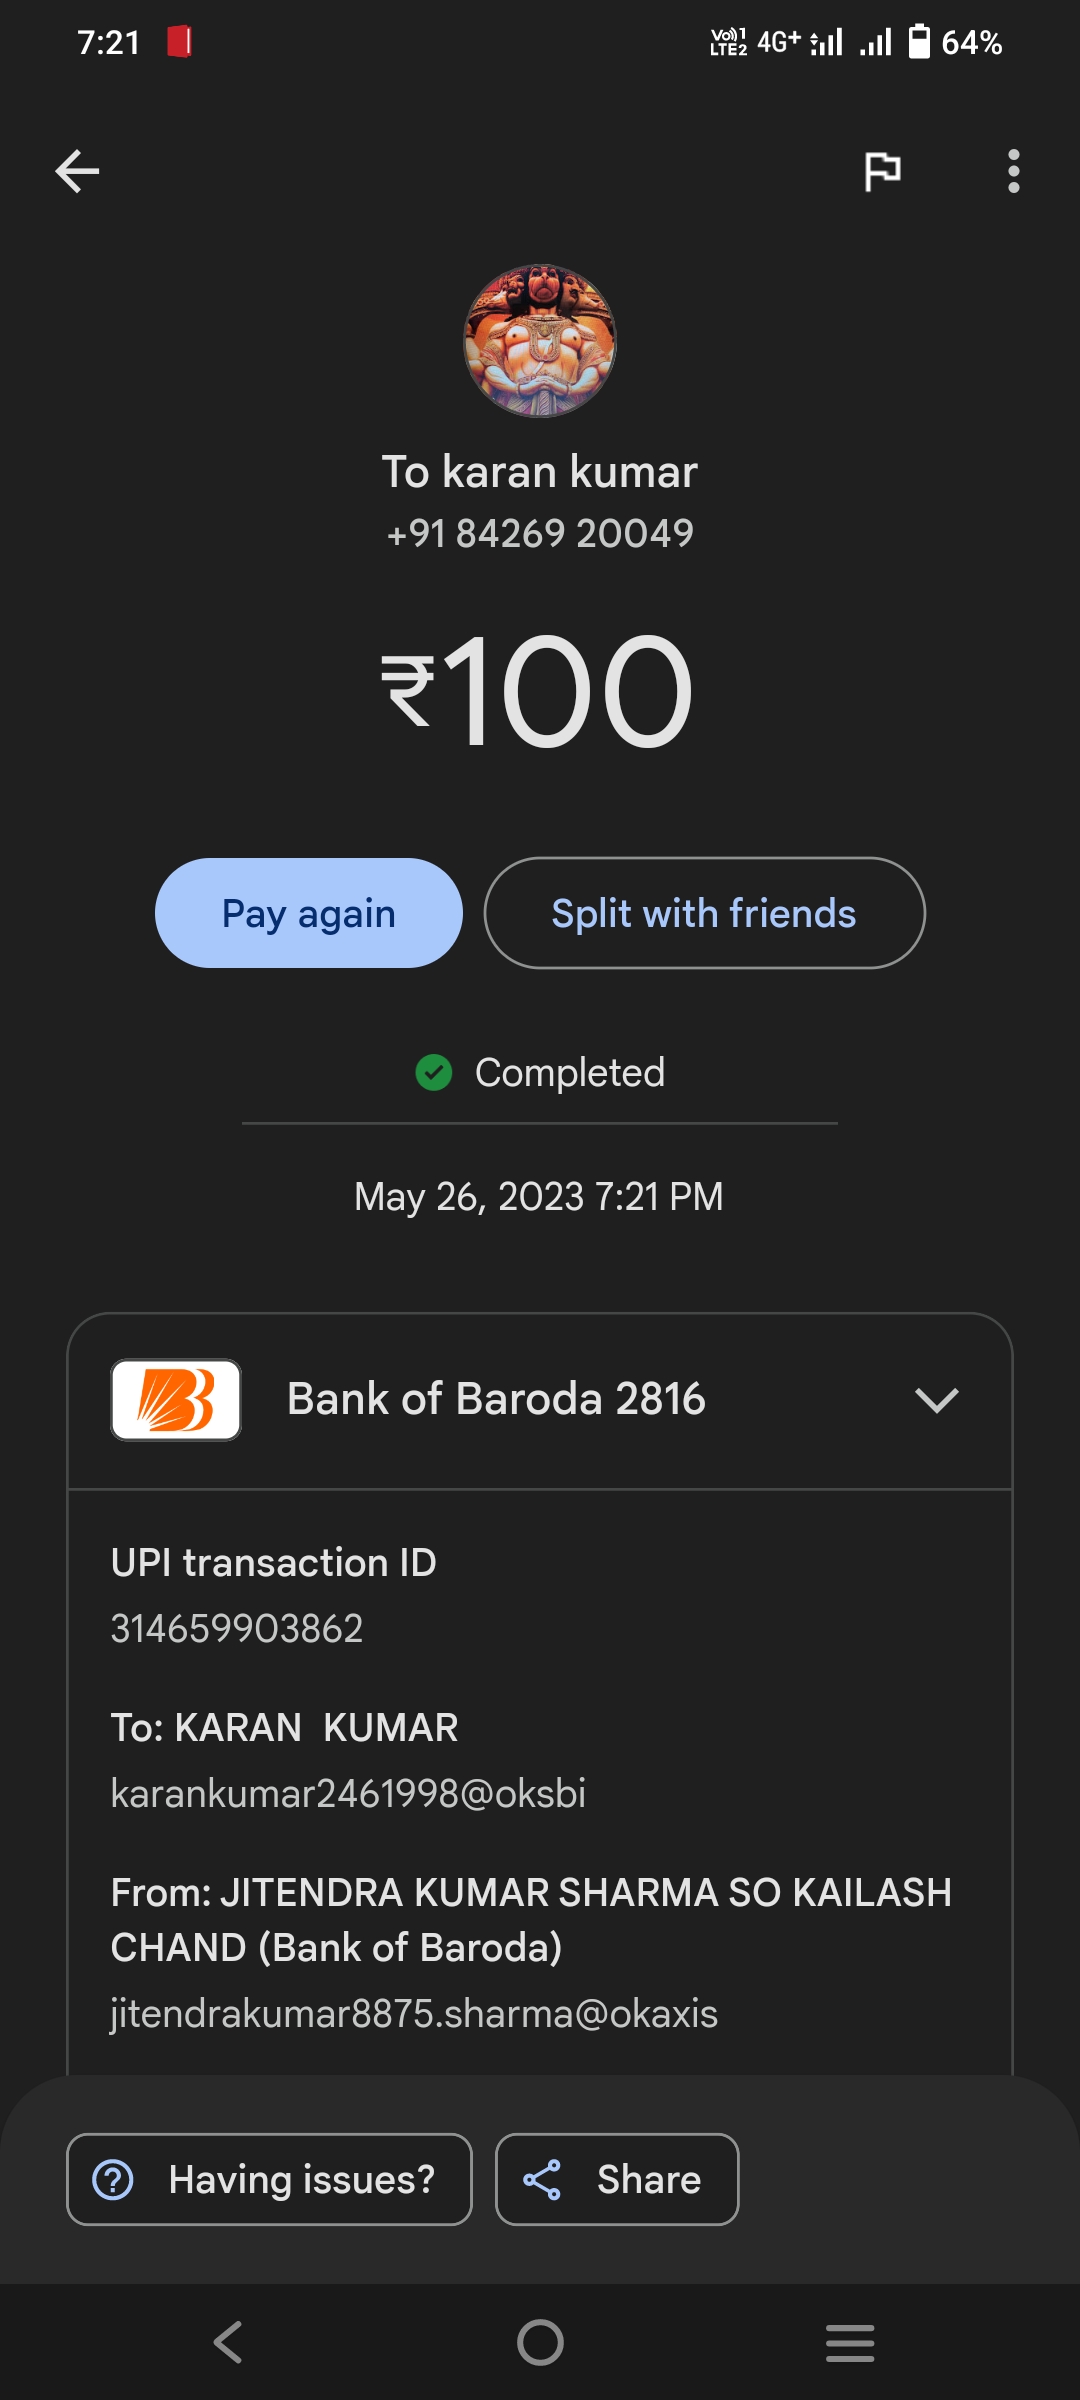 7:21 Vo)) 1 LTE2 4G+ 64%
To karan kumar
+91 84269 20049
₹100
Pay again Split with friends
Completed
May 26, 2023 7:21 PM
Bank of Baroda 2816
UPI transaction ID
314659903862
To: KARAN  KUMAR
karankumar2461998@oksbi
From: JITENDRA KUMAR SHARMA SO KAILASH
CHAND (Bank of Baroda)
jitendrakumar8875.sharma@okaxis
Having issues? Share